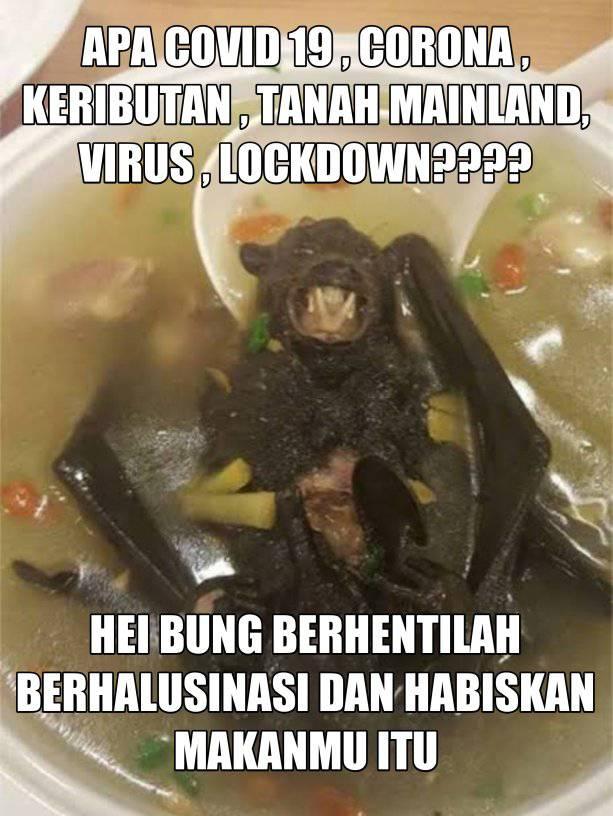 APA COVID 19 , CORONA ,
KERIBUTAN , TANAH MAINLAND,
VIRUS , LOCKDOWN????
HEI BUNG BERHENTILAH
BERHALUSINASI DAN HABISKAN
MAKANMU ITU